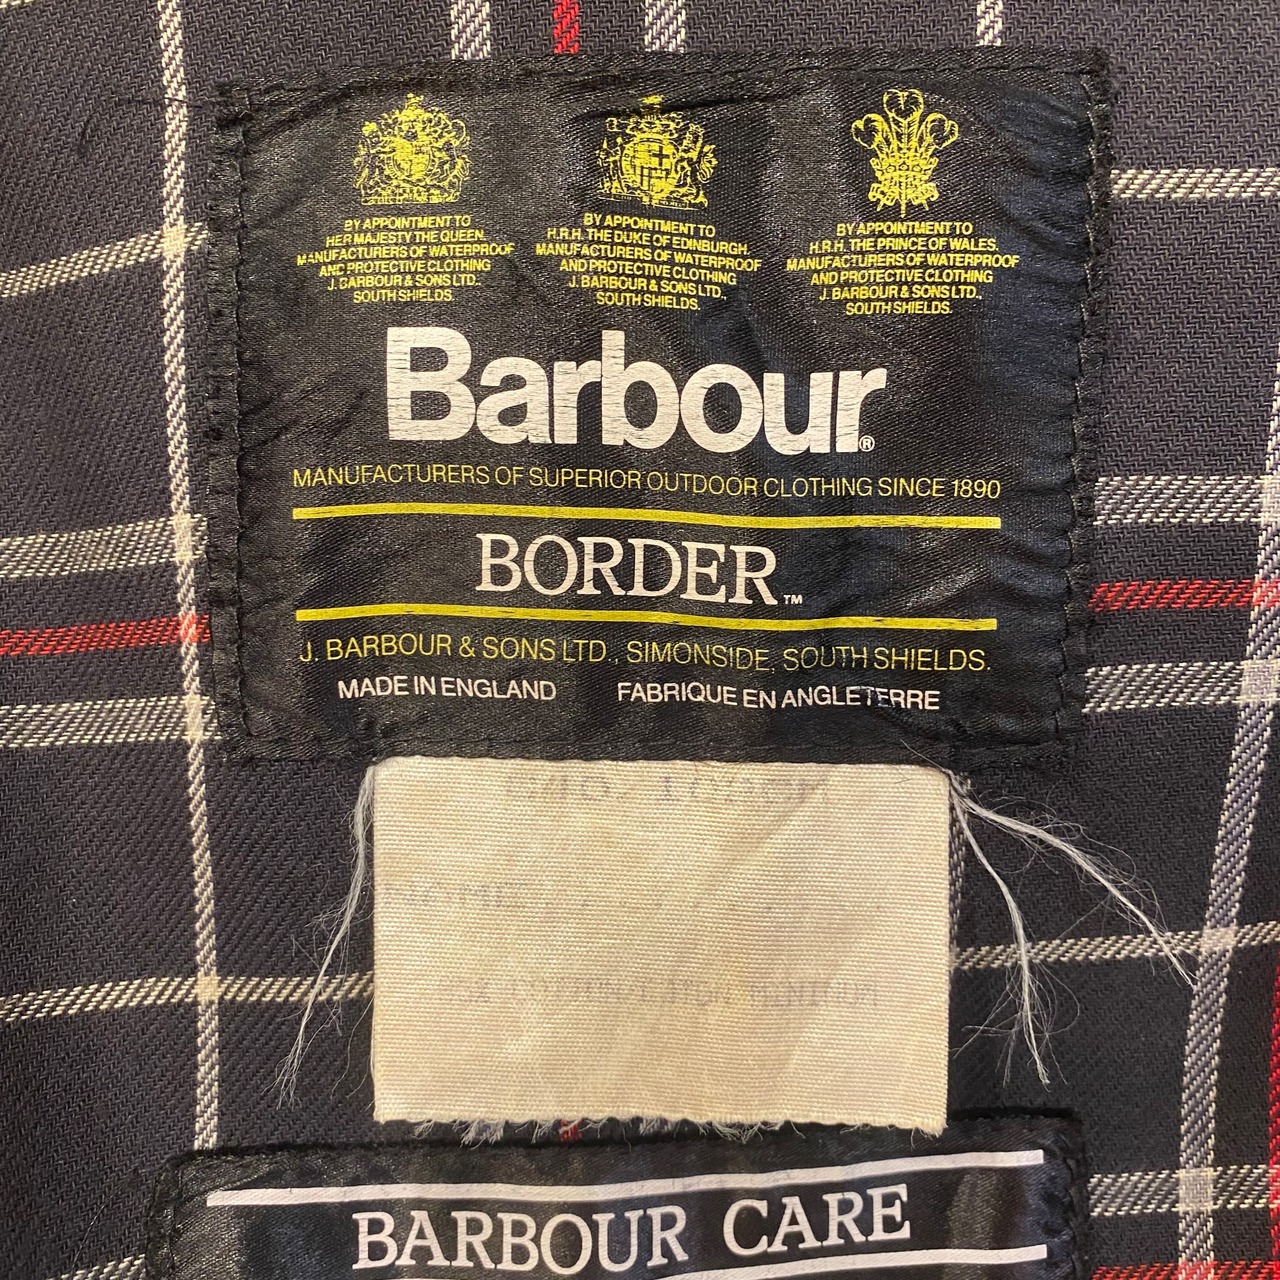 BY APPOINTMENT TO
HER MAJESTY THE QUEEN.
MANUFACTURERS OF WATERPROOF
AND PROTECTIVE CLOTHING
J. BARBOUR & SONS LTD.,
SOUTH SHIELDS.
BY APPOINTMENT TO
H.R.H. THE DUKE OF EDINBURGH.
MANUFACTURERS OF WATERPROOF
AND PROTECTIVE CLOTHING
J. BARBOUR & SONS LTD.,
SOUTH SHIELDS.
BY APPOINTMENT TO
H.R.H. THE PRINCE OF WALES.
MANUFACTURERS OF WATERPROOF
AND PROTECTIVE CLOTHING
J. BARBOUR & SONS LTD.,
SOUTH SHIELDS.
Barbour®
MANUFACTURERS OF SUPERIOR OUTDOOR CLOTHING SINCE 1890
BORDER™
J. BARBOUR & SONS LTD., SIMONSIDE, SOUTH SHIELDS.
MADE IN ENGLAND FABRIQUE EN ANGLETERRE
BARBOUR CARE